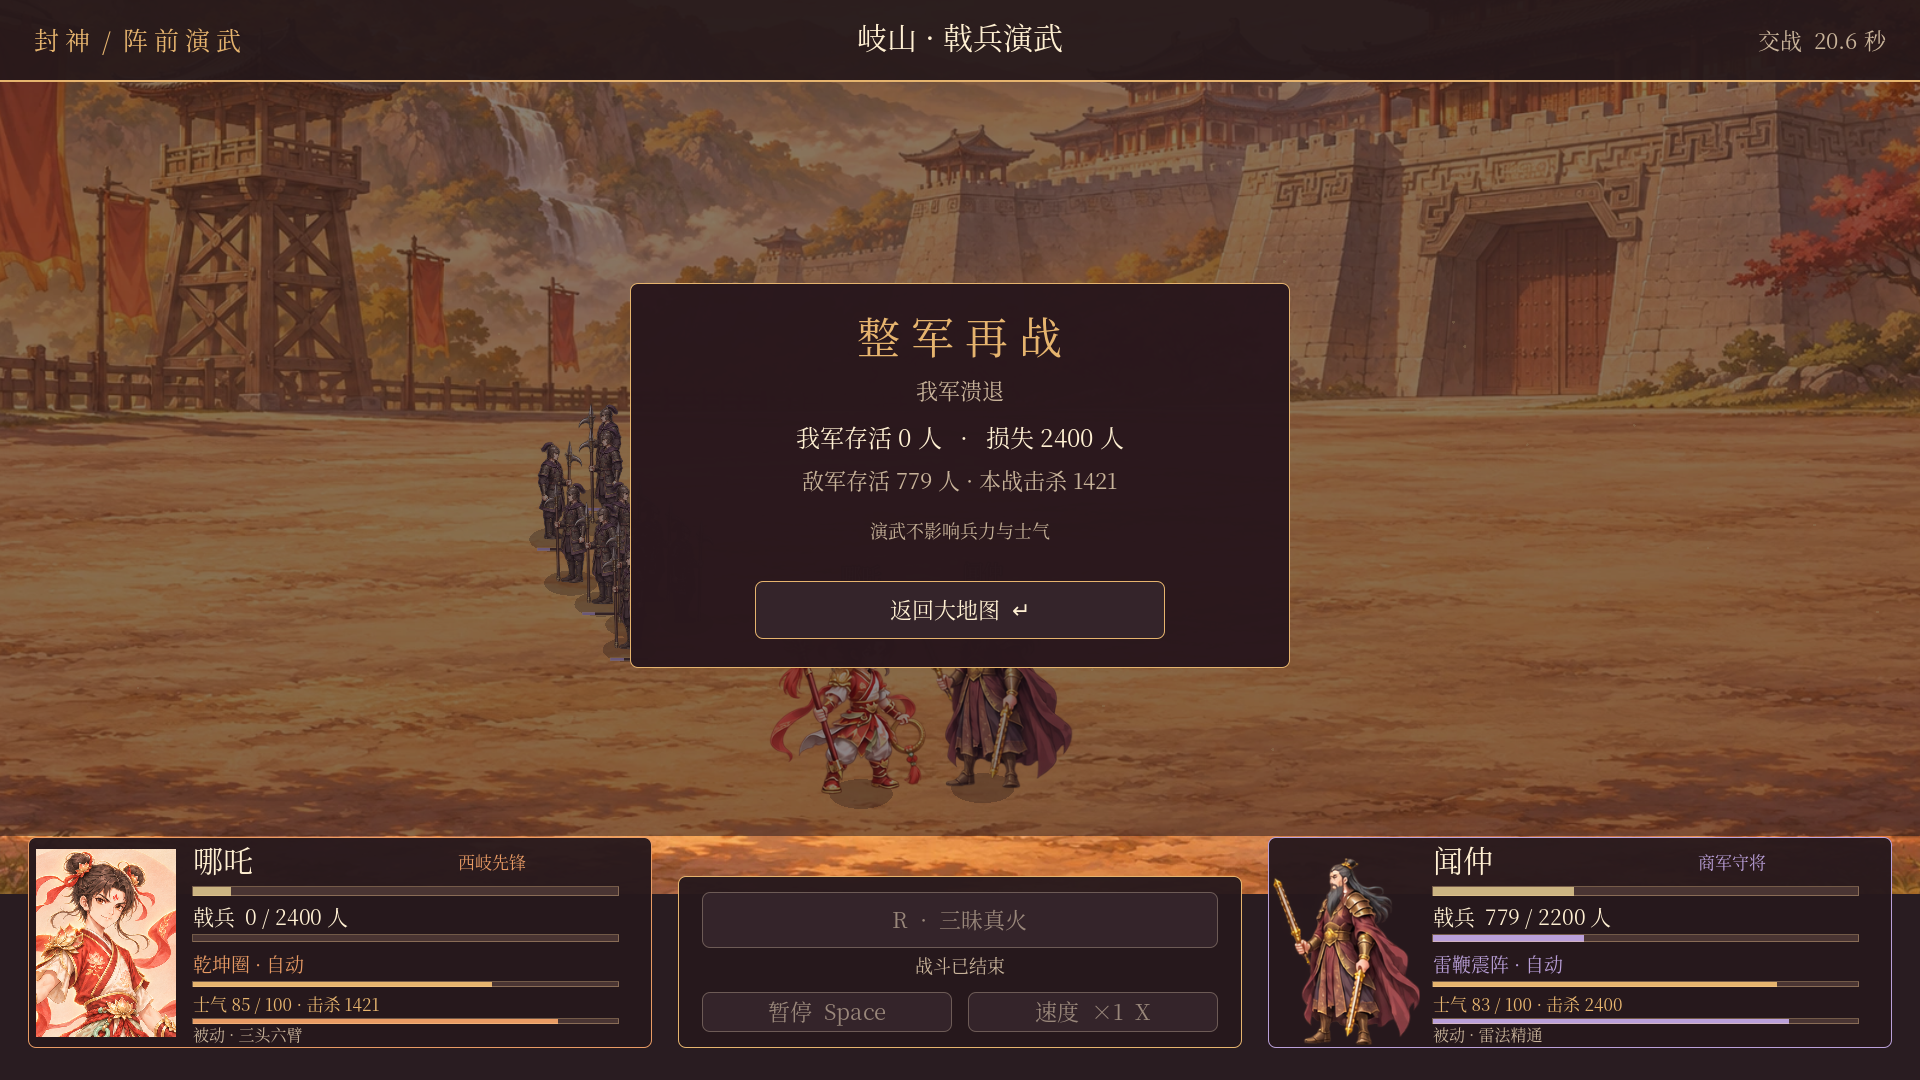 封神 / 阵前演武
岐山 · 戟兵演武
交战 20.6 秒
整军再战
我军溃退
我军存活 0 人 · 损失 2400 人
敌军存活 779 人 · 本战击杀 1421
演武不影响兵力与士气
返回大地图 ↵
哪吒
西岐先锋
戟兵 0 / 2400 人
乾坤圈 · 自动
士气 85 / 100 · 击杀 1421
被动 · 三头六臂
R · 三昧真火
战斗已结束
暂停 Space
速度 ×1 X
闻仲
商军守将
戟兵 779 / 2200 人
雷鞭震阵 · 自动
士气 83 / 100 · 击杀 2400
被动 · 雷法精通